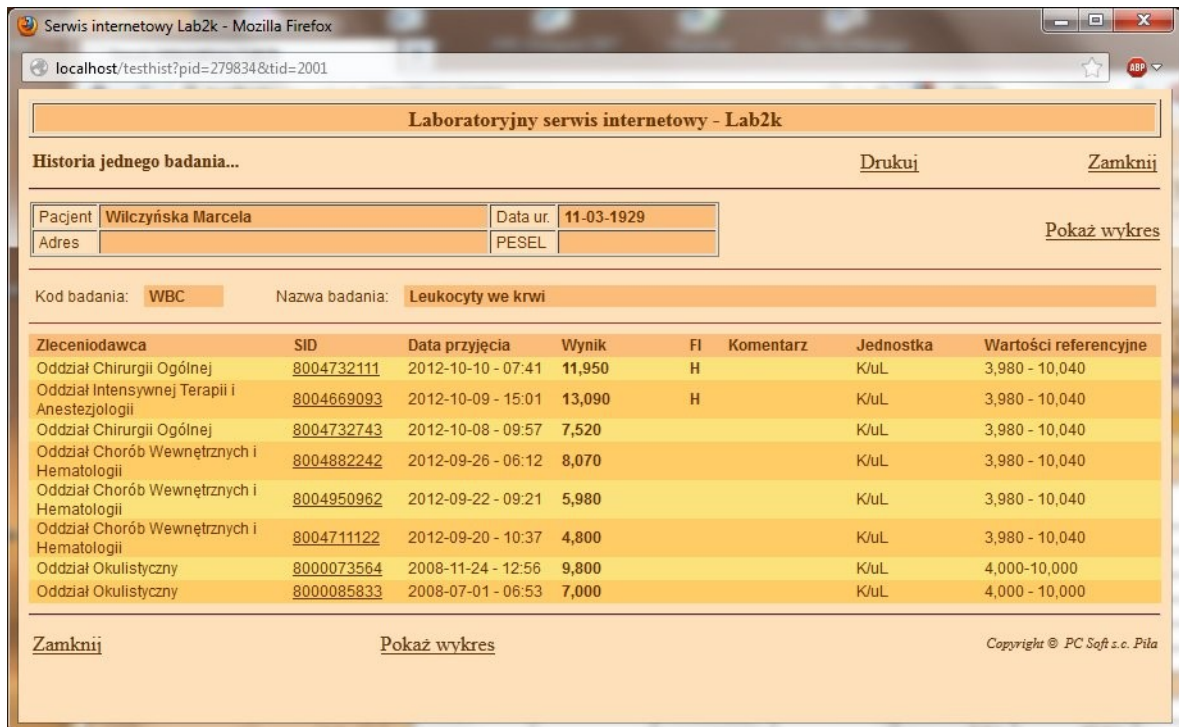 Serwis internetowy Lab2k - Mozilla Firefox
localhost/testhist?pid=279834&tid=2001
ABP
Laboratoryjny serwis internetowy - Lab2k
Historia jednego badania... Drukuj Zamknij
Pacjent Wilczyńska Marcela Data ur. 11-03-1929
Adres PESEL
Pokaż wykres
Kod badania: WBC Nazwa badania: Leukocyty we krwi
Zleceniodawca SID Data przyjęcia Wynik Fl Komentarz Jednostka Wartości referencyjne
Oddział Chirurgii Ogólnej 8004732111 2012-10-10 - 07:41 11,950 H K/uL 3,980 - 10,040
Oddział Intensywnej Terapii i
Anestezjologii 8004669093 2012-10-09 - 15:01 13,090 H K/uL 3,980 - 10,040
Oddział Chirurgii Ogólnej 8004732743 2012-10-08 - 09:57 7,520 K/uL 3,980 - 10,040
Oddział Chorób Wewnętrznych i
Hematologii 8004882242 2012-09-26 - 06:12 8,070 K/uL 3,980 - 10,040
Oddział Chorób Wewnętrznych i
Hematologii 8004950962 2012-09-22 - 09:21 5,980 K/uL 3,980 - 10,040
Oddział Chorób Wewnętrznych i
Hematologii 8004711122 2012-09-20 - 10:37 4,800 K/uL 3,980 - 10,040
Oddział Okulistyczny 8000073564 2008-11-24 - 12:56 9,800 K/uL 4,000-10,000
Oddział Okulistyczny 8000085833 2008-07-01 - 06:53 7,000 K/uL 4,000 - 10,000
Zamknij Pokaż wykres Copyright © PC Soft s.c. Piła